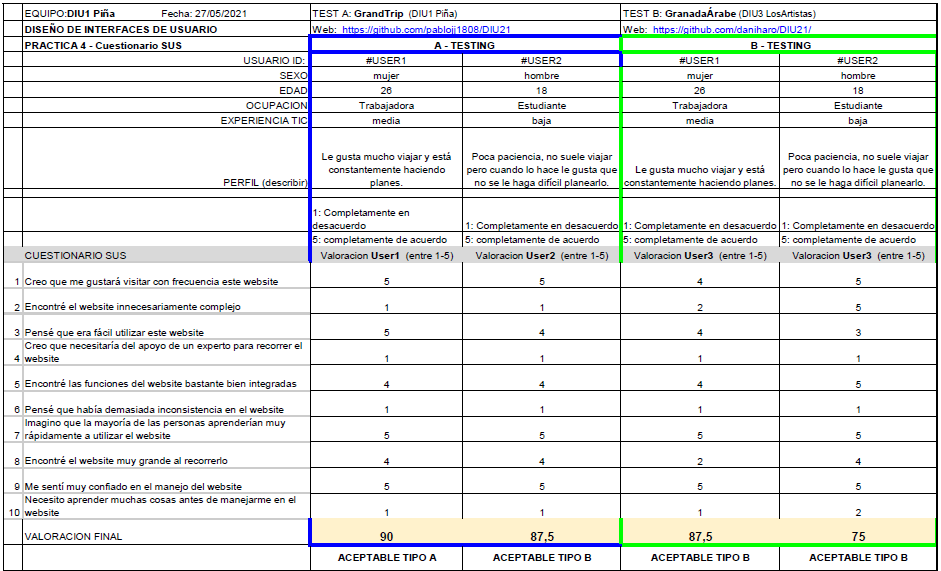 EQUIPO:DIU1 Piña Fecha: 27/05/2021 TEST A: GrandTrip (DIU1 Piña) TEST B: GranadaÁrabe (DIU3 LosArtistas)
DISEÑO DE INTERFACES DE USUARIO Web: https://github.com/pablojj1808/DIU21 Web: https://github.com/daniharo/DIU21/
PRACTICA 4 - Cuestionario SUS A - TESTING B - TESTING
USUARIO ID: #USER1 #USER2 #USER1 #USER2
SEXO mujer hombre mujer hombre
EDAD 26 18 26 18
OCUPACION Trabajadora Estudiante Trabajadora Estudiante
EXPERIENCIA TIC media baja media baja
PERFIL (describir)
Le gusta mucho viajar y está
constantemente haciendo
planes.
Poca paciencia, no suele viajar
pero cuando lo hace le gusta que
no se le haga difícil planearlo.
Le gusta mucho viajar y está
constantemente haciendo planes.
Poca paciencia, no suele viajar
pero cuando lo hace le gusta que
no se le haga difícil planearlo.
1: Completamente en
desacuerdo
1: Completamente en desacuerdo
1: Completamente en desacuerdo
1: Completamente en desacuerdo
5: completamente de acuerdo 5: completamente de acuerdo 5: completamente de acuerdo 5: completamente de acuerdo
CUESTIONARIO SUS Valoracion User1 (entre 1-5) Valoracion User2 (entre 1-5) Valoracion User3 (entre 1-5) Valoracion User3 (entre 1-5)
1 Creo que me gustará visitar con frecuencia este website 5 5 4 5
2 Encontré el website innecesariamente complejo 1 1 2 5
3 Pensé que era fácil utilizar este website 5 4 4 3
4 Creo que necesitaría del apoyo de un experto para recorrer el
website 1 1 1 1
5 Encontré las funciones del website bastante bien integradas 4 4 4 5
6 Pensé que había demasiada inconsistencia en el website 1 1 1 1
7 Imagino que la mayoría de las personas aprenderían muy
rápidamente a utilizar el website 5 5 5 5
8 Encontré el website muy grande al recorrerlo 4 4 2 4
9 Me sentí muy confiado en el manejo del website 5 5 5 5
10 Necesito aprender muchas cosas antes de manejarme en el
website 1 1 1 2
VALORACION FINAL 90 87,5 87,5 75
ACEPTABLE TIPO A ACEPTABLE TIPO B ACEPTABLE TIPO B ACEPTABLE TIPO B